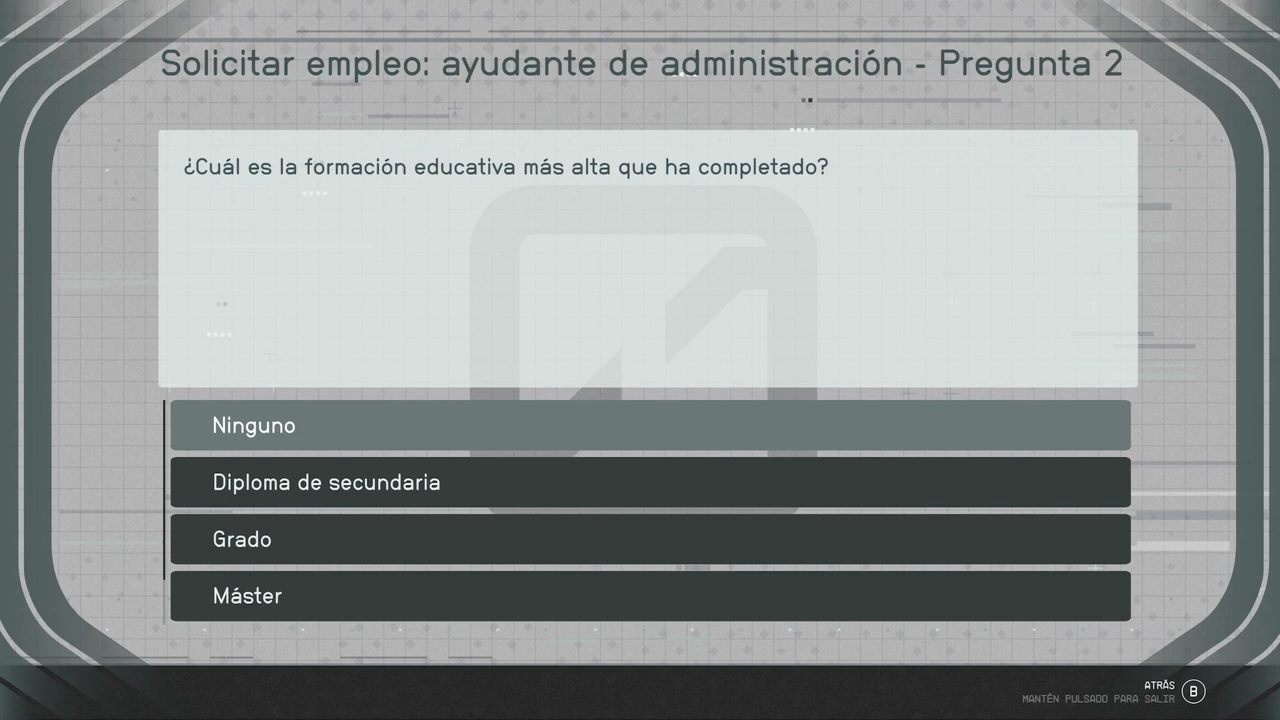 Solicitar empleo: ayudante de administración - Pregunta 2
¿Cuál es la formación educativa más alta que ha completado?
Ninguno
Diploma de secundaria
Grado
Máster
ATRÁS
B
MANTÉN PULSADO PARA SALIR